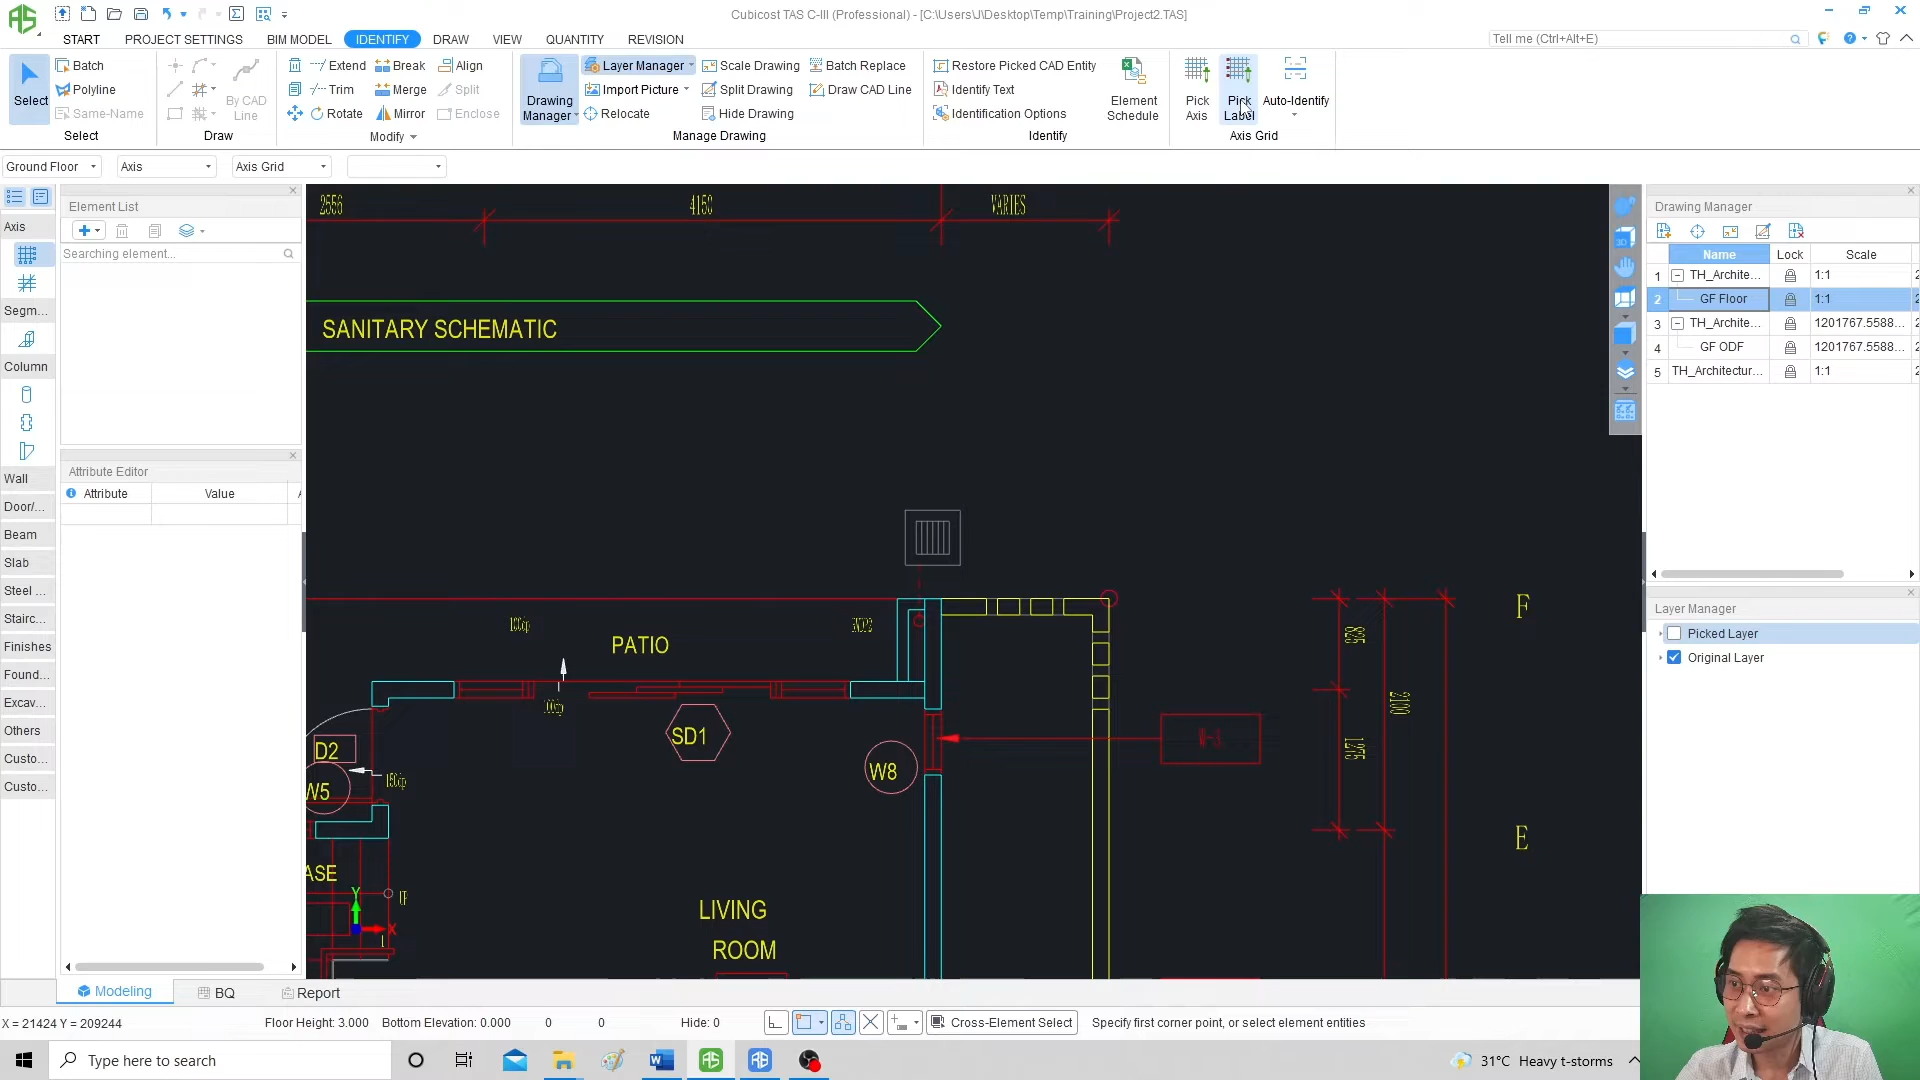 Cubicost TAS C-III (Professional) - [C:\Users\J\Desktop\Temp\Training\Project2.TAS]
START
PROJECT SETTINGS
BIM MODEL
IDENTIFY
DRAW
VIEW
QUANTITY
REVISION
Tell me (Ctrl+Alt+E)
Select
Batch
Polyline
Same-Name
Select
By CAD
Line
Draw
Extend
Break
Align
Trim
Merge
Split
Rotate
Mirror
Enclose
Modify
Drawing
Manager
Layer Manager
Scale Drawing
Batch Replace
Import Picture
Split Drawing
Draw CAD Line
Relocate
Hide Drawing
Manage Drawing
Restore Picked CAD Entity
Identify Text
Identification Options
Element
Schedule
Identify
Pick
Axis
Pick
Label
Auto-Identify
Axis Grid
Ground Floor
Axis
Axis Grid
Axis
Segm...
Column
Wall
Door/...
Beam
Slab
Steel ...
Stairc...
Finishes
Found...
Excav...
Others
Custo...
Custo...
Element List
Searching element...
Attribute Editor
Attribute
Value
2556
4150
VARIES
SANITARY SCHEMATIC
PATIO
SD1
D2
W5
W8
W-3
ASE
Y
X
LIVING
ROOM
825
1275
2100
F
E
3D
Drawing Manager
Name
Lock
Scale
1 TH_Archite... 1:1
2 GF Floor 1:1
3 TH_Archite... 1201767.5588...
4 GF ODF 1201767.5588...
5 TH_Architectur... 1:1
Layer Manager
Picked Layer
Original Layer
Modeling
BQ
Report
X = 21424 Y = 209244
Floor Height: 3.000
Bottom Elevation: 0.000
0
0
Hide: 0
Cross-Element Select
Specify first corner point, or select element entities
Type here to search
31°C Heavy t-storms